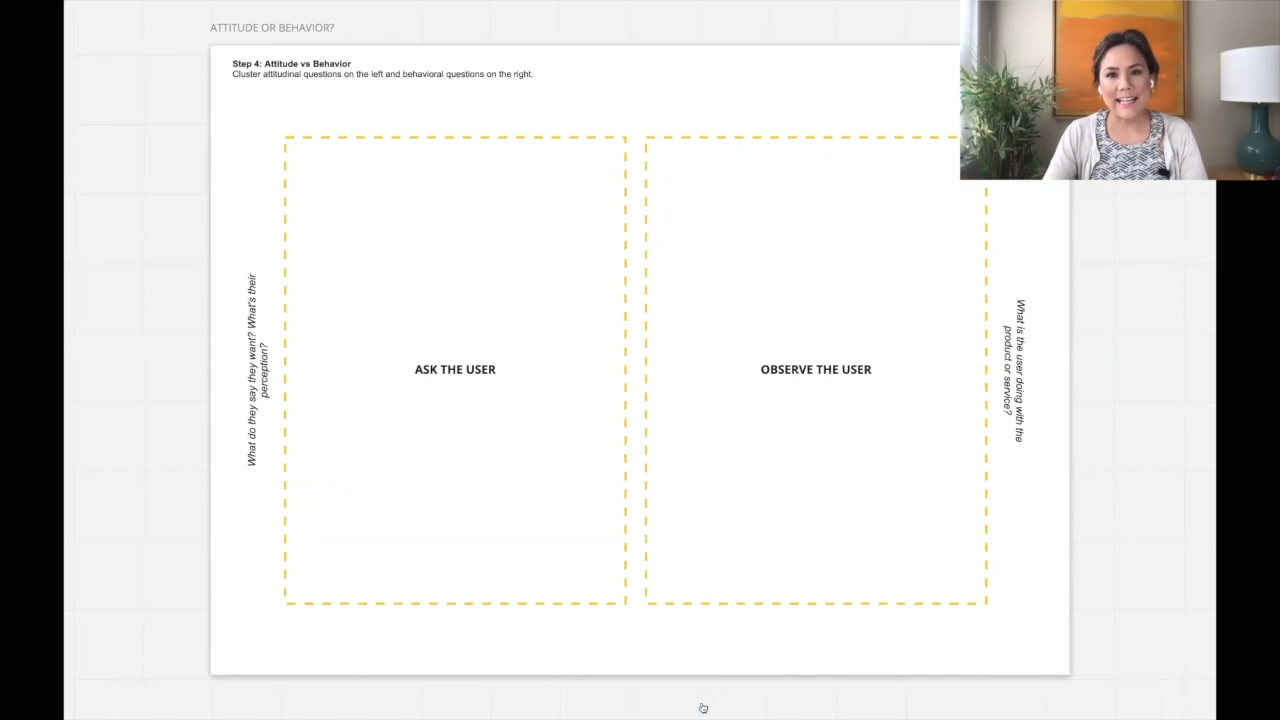 ATTITUDE OR BEHAVIOR?
Step 4: Attitude vs Behavior
Cluster attitudinal questions on the left and behavioral questions on the right.
What do they say they want? What's their
perception?
ASK THE USER
OBSERVE THE USER
What is the user doing with the
product or service?